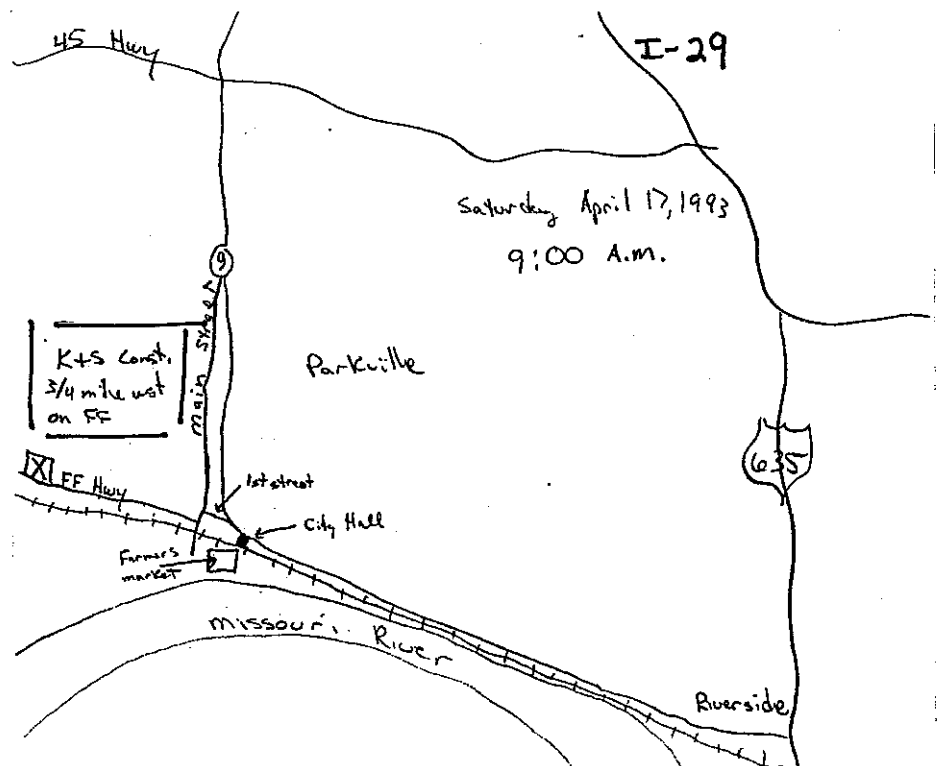 45 Hwy
I-29
Saturday April 17, 1993
9:00 A.M.
9
Main Street
K+S Const.
3/4 mile west
on FF
Parkville
635
X
FF Hwy
1st street
City Hall
Farmers
market
Missouri River
Riverside